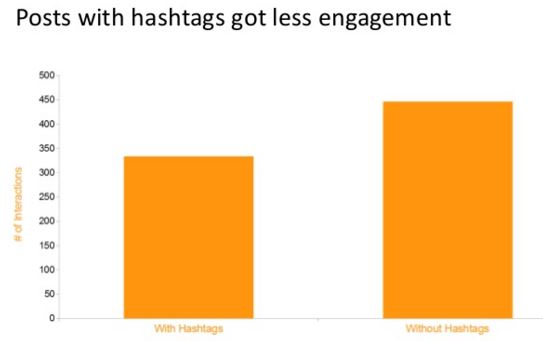 Posts with hashtags got less engagement
500
450
400
350
300
250
200
150
100
50
0
# of Interactions
With Hashtags
Without Hashtags